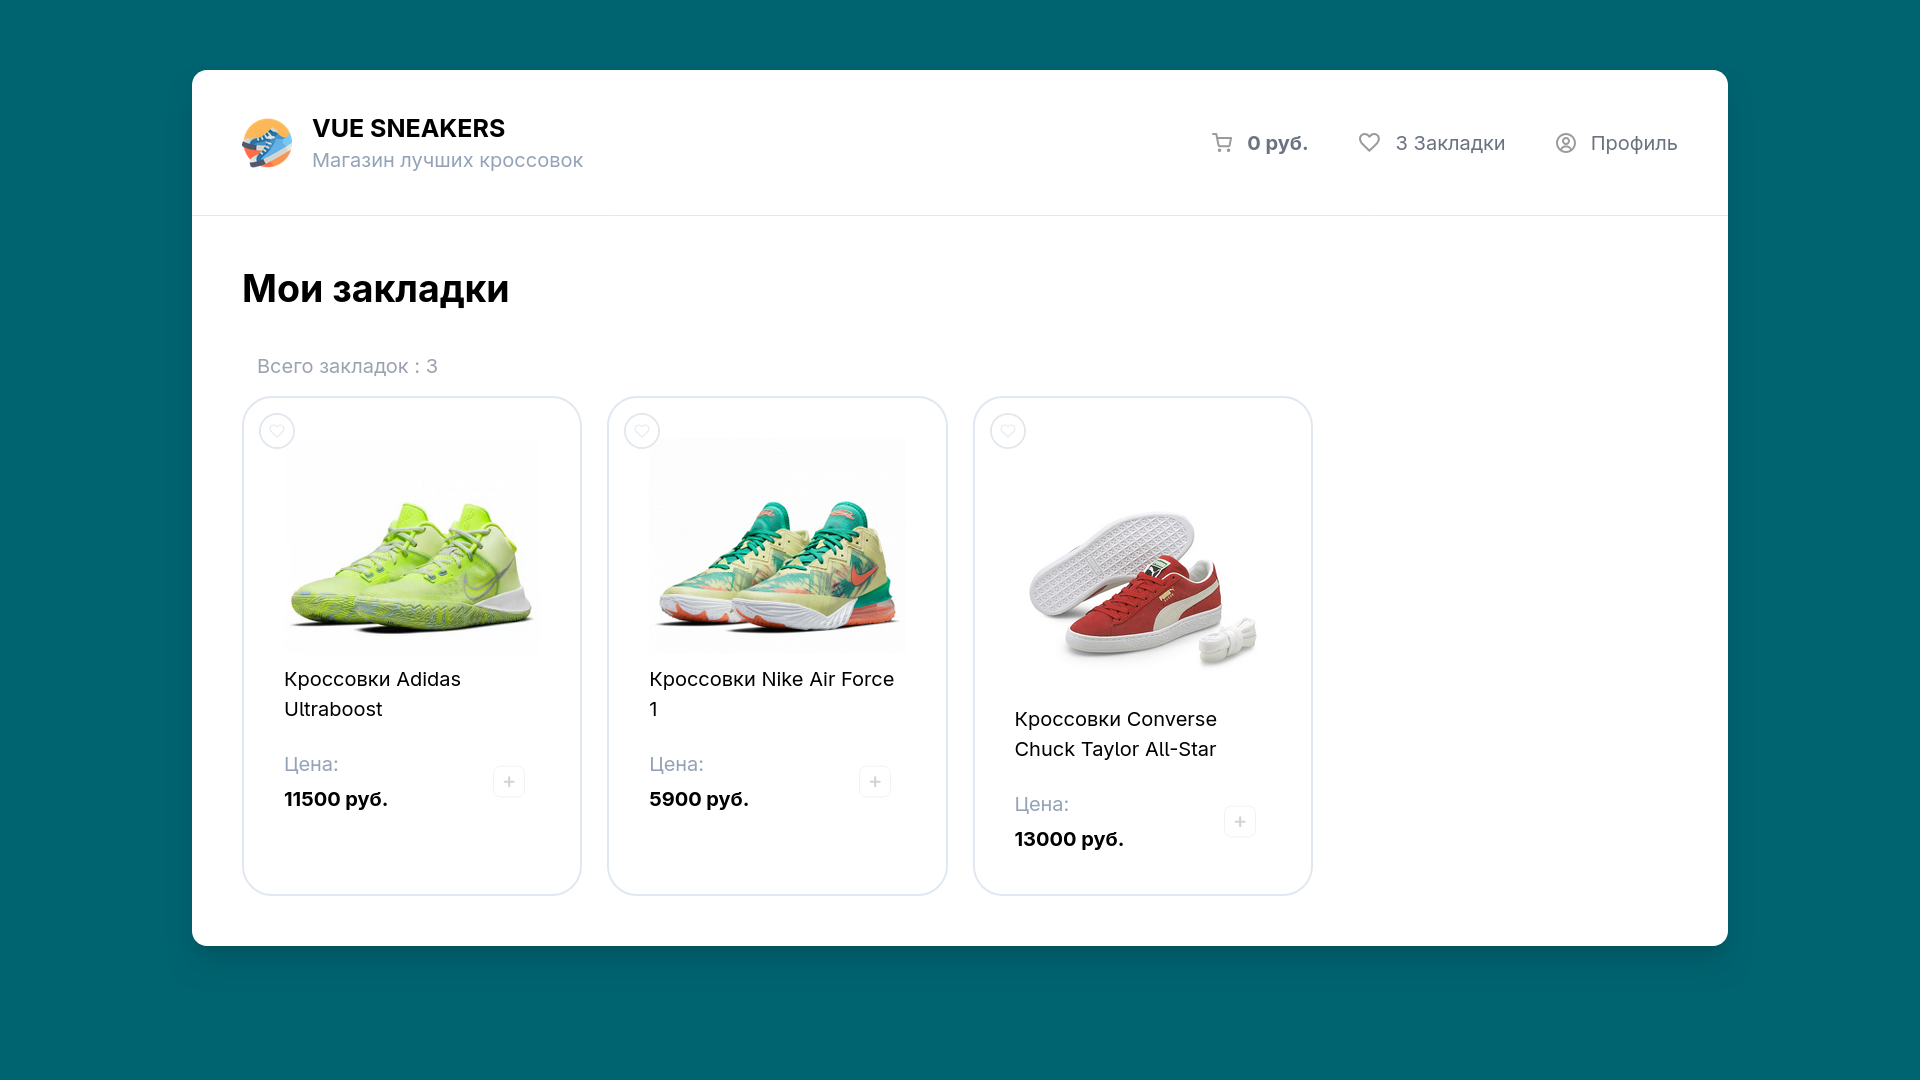 VUE SNEAKERS
Магазин лучших кроссовок
0 руб.
3 Закладки
Профиль
Мои закладки
Всего закладок : 3
Кроссовки Adidas
Ultraboost
Цена:
11500 руб.
Кроссовки Nike Air Force
1
Цена:
5900 руб.
Кроссовки Converse
Chuck Taylor All-Star
Цена:
13000 руб.